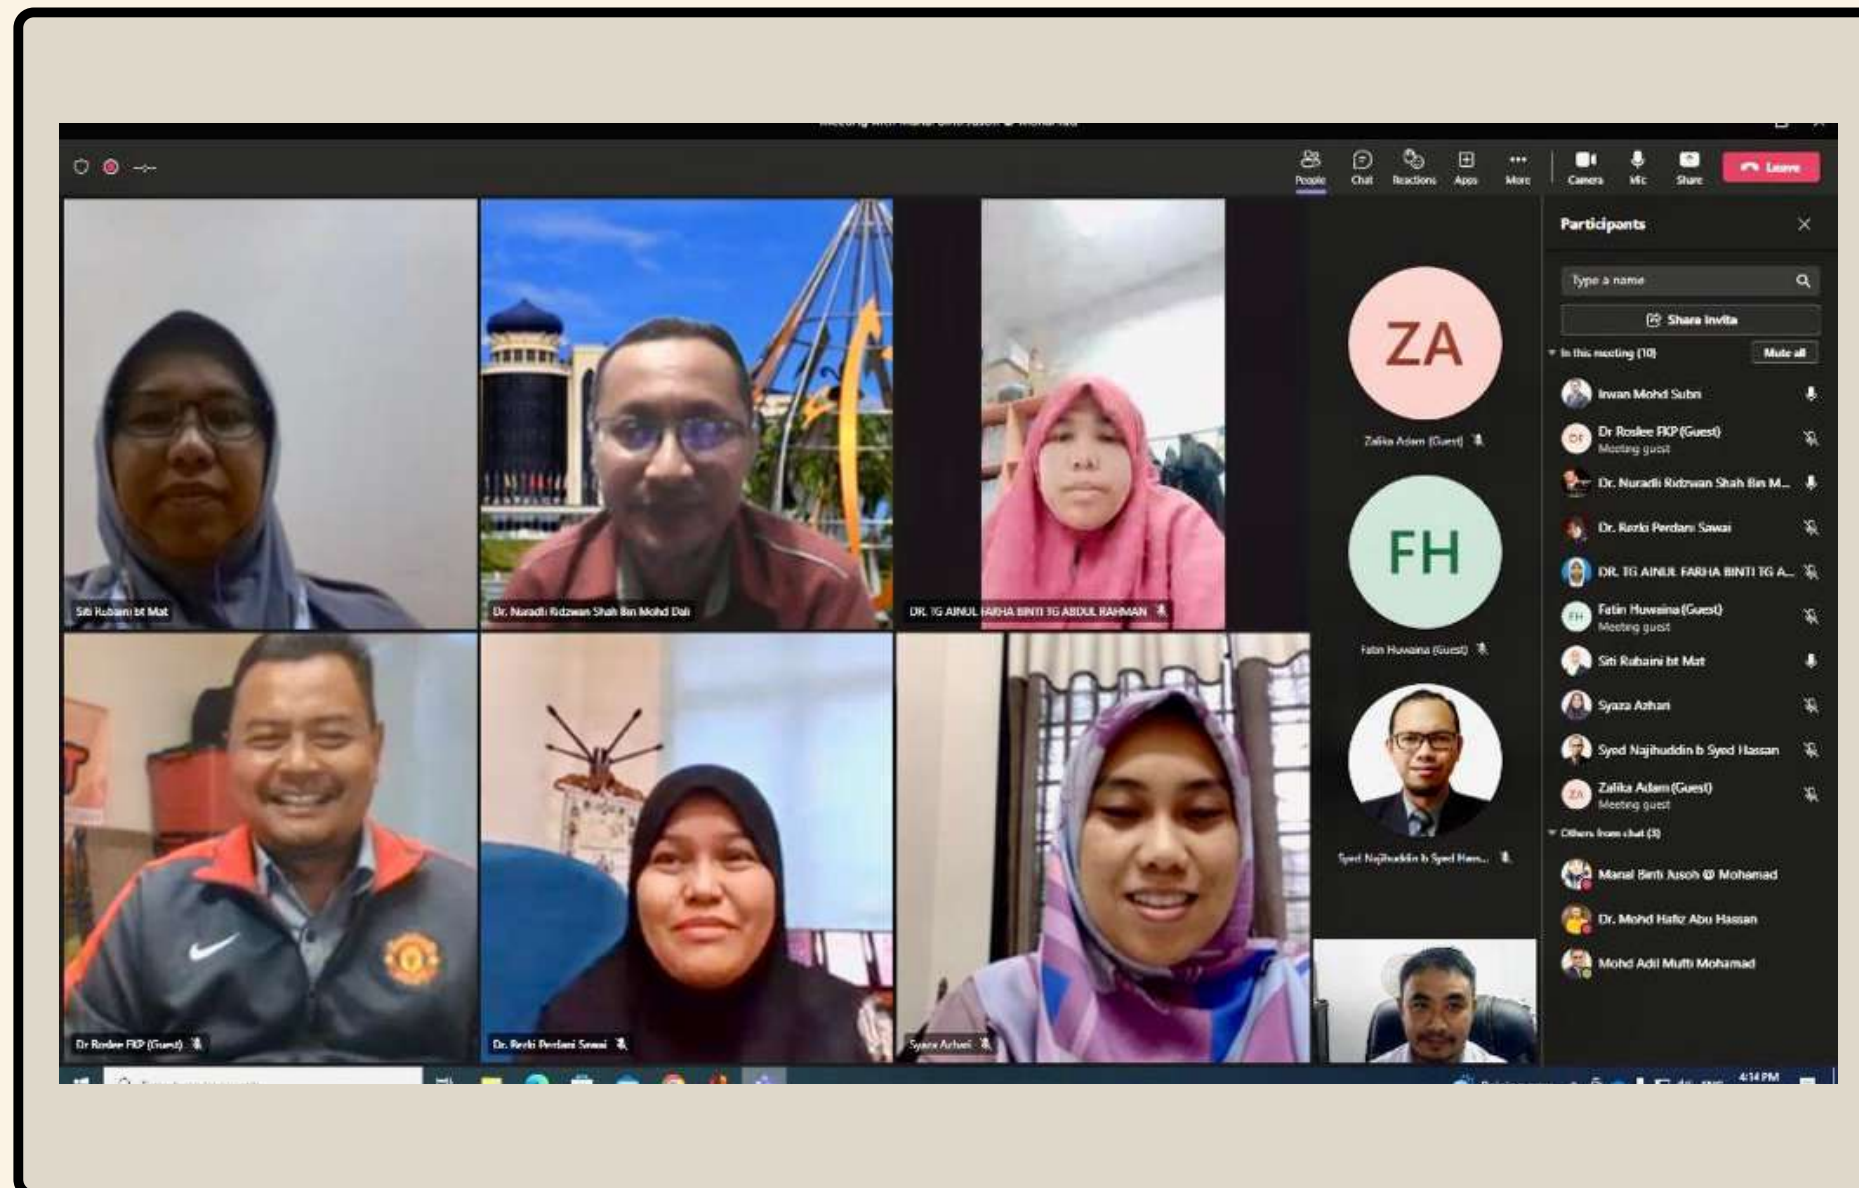 People
Chat
Reactions
Apps
More
Camera
Mic
Share
Leave
Participants
Type a name
Share invite
In this meeting (10)
Mute all
Irwan Mohd Subri
DF
Dr Roslee FKP (Guest)
Meeting guest
Dr. Nuradli Ridzwan Shah Bin M...
Dr. Rezki Perdani Sawai
DR. TG AINUL FARHA BINTI TG A...
FH
Fatin Huwaina (Guest)
Meeting guest
Siti Rubaini bt Mat
Syaza Azhari
Syed Najihuddin b Syed Hassan
ZA
Zalika Adam (Guest)
Meeting guest
Others from chat (3)
Manal Binti Jusoh @ Mohamad
Dr. Mohd Hafiz Abu Hassan
Mohd Adil Mufti Mohamad
ZA
Zalika Adam (Guest)
FH
Fatin Huwaina (Guest)
Syed Najihuddin b Syed Hass...
Siti Rubaini bt Mat
Dr. Nuradli Ridzwan Shah Bin Mohd Dali
DR. TG AINUL FARHA BINTI TG ABDUL RAHMAN
Dr Roslee FKP (Guest)
Dr. Rezki Perdani Sawai
Syaza Azhari
4:14 PM